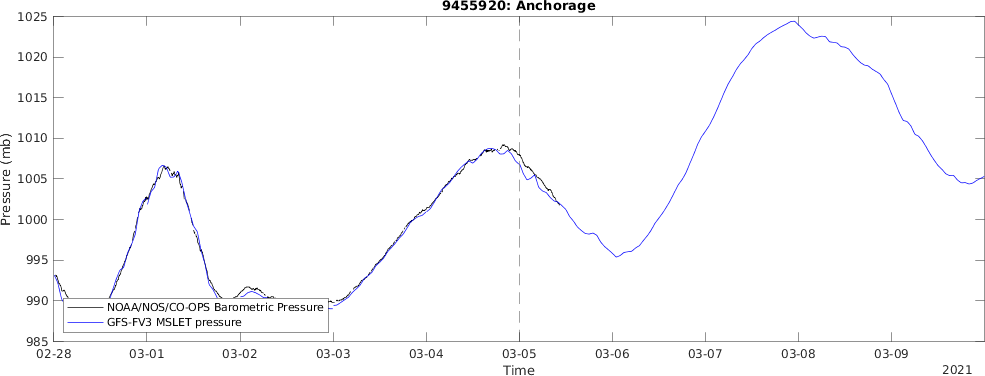 9455920: Anchorage
1025
1020
1015
1010
1005
1000
995
990
985
Pressure (mb)
NOAA/NOS/CO-OPS Barometric Pressure
GFS-FV3 MSLET pressure
02-28 03-01 03-02 03-03 03-04 03-05 03-06 03-07 03-08 03-09
Time
2021